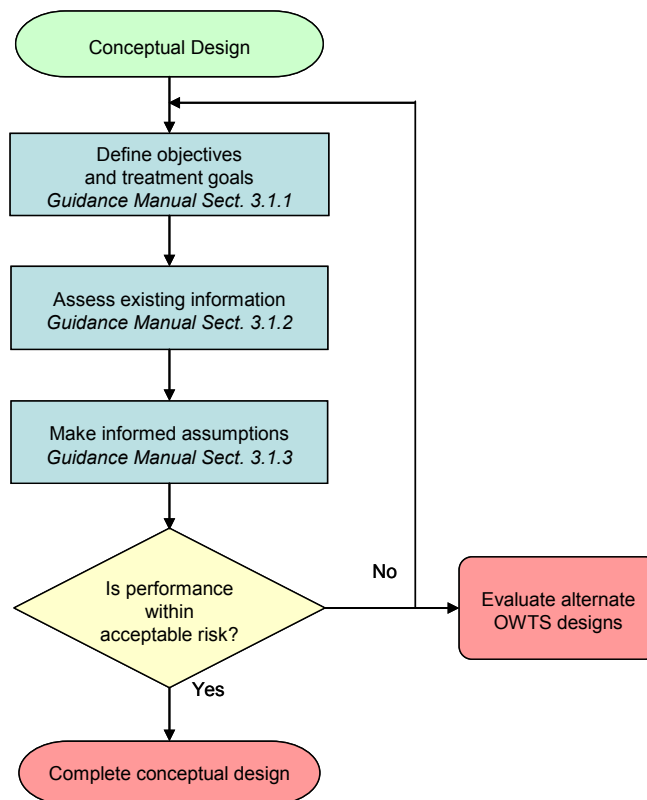 Conceptual Design
Define objectives
and treatment goals
Guidance Manual Sect. 3.1.1
Assess existing information
Guidance Manual Sect. 3.1.2
Make informed assumptions
Guidance Manual Sect. 3.1.3
Is performance
within
acceptable risk?
No
Evaluate alternate
OWTS designs
Yes
Complete conceptual design